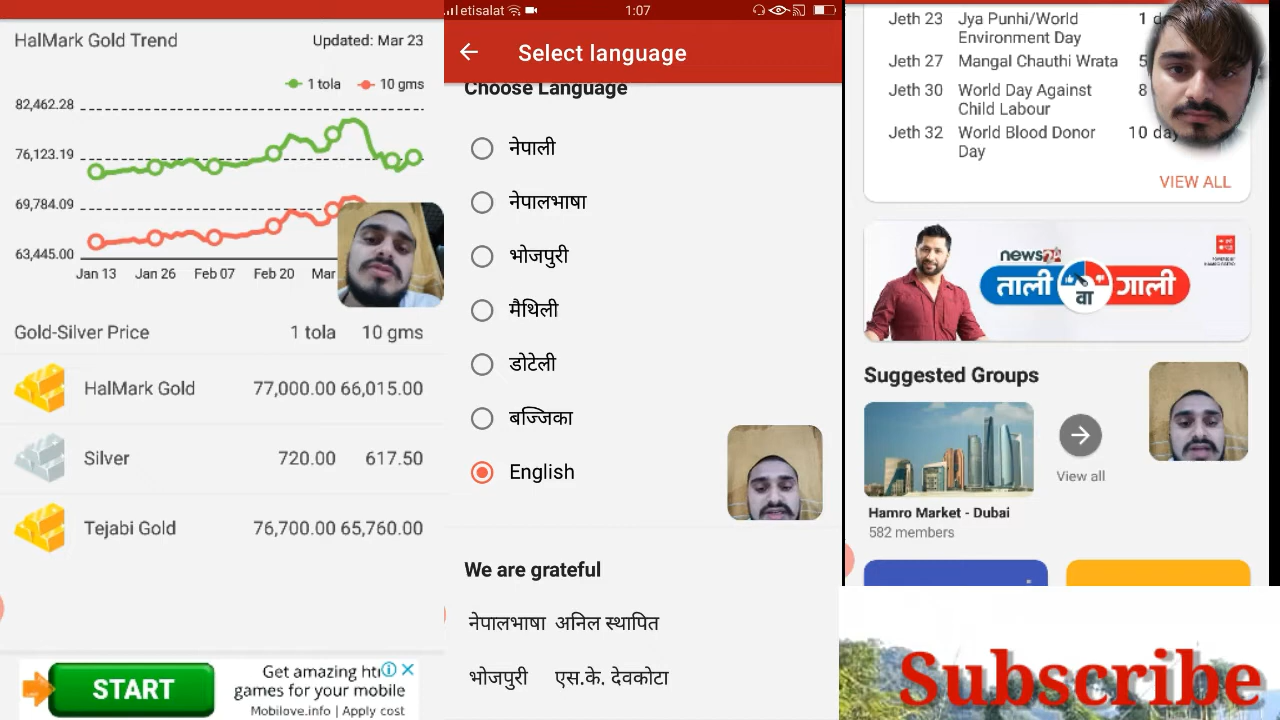 HalMark Gold Trend
Updated: Mar 23
1 tola
10 gms
82,462.28
76,123.19
69,784.09
63,445.00
Jan 13 Jan 26 Feb 07 Feb 20 Mar
Gold-Silver Price 1 tola 10 gms
HalMark Gold 77,000.00 66,015.00
Silver 720.00 617.50
Tejabi Gold 76,700.00 65,760.00
START
Get amazing
games for your mobile
Mobilove.info | Apply cost
etisalat 1:07
Select language
Choose Language
नेपाली
नेपालभाषा
भोजपुरी
मैथिली
डोटेली
बज्जिका
English
We are grateful
नेपालभाषा अनिल स्थापित
भोजपुरी एस.के. देवकोटा
Jeth 23 Jya Punhi/World 1
Environment Day
Jeth 27 Mangal Chauthi Wrata 5
Jeth 30 World Day Against 8
Child Labour
Jeth 32 World Blood Donor 10
Day
VIEW ALL
news24
ताली वा गाली
Suggested Groups
View all
Hamro Market - Dubai
582 members
Subscribe